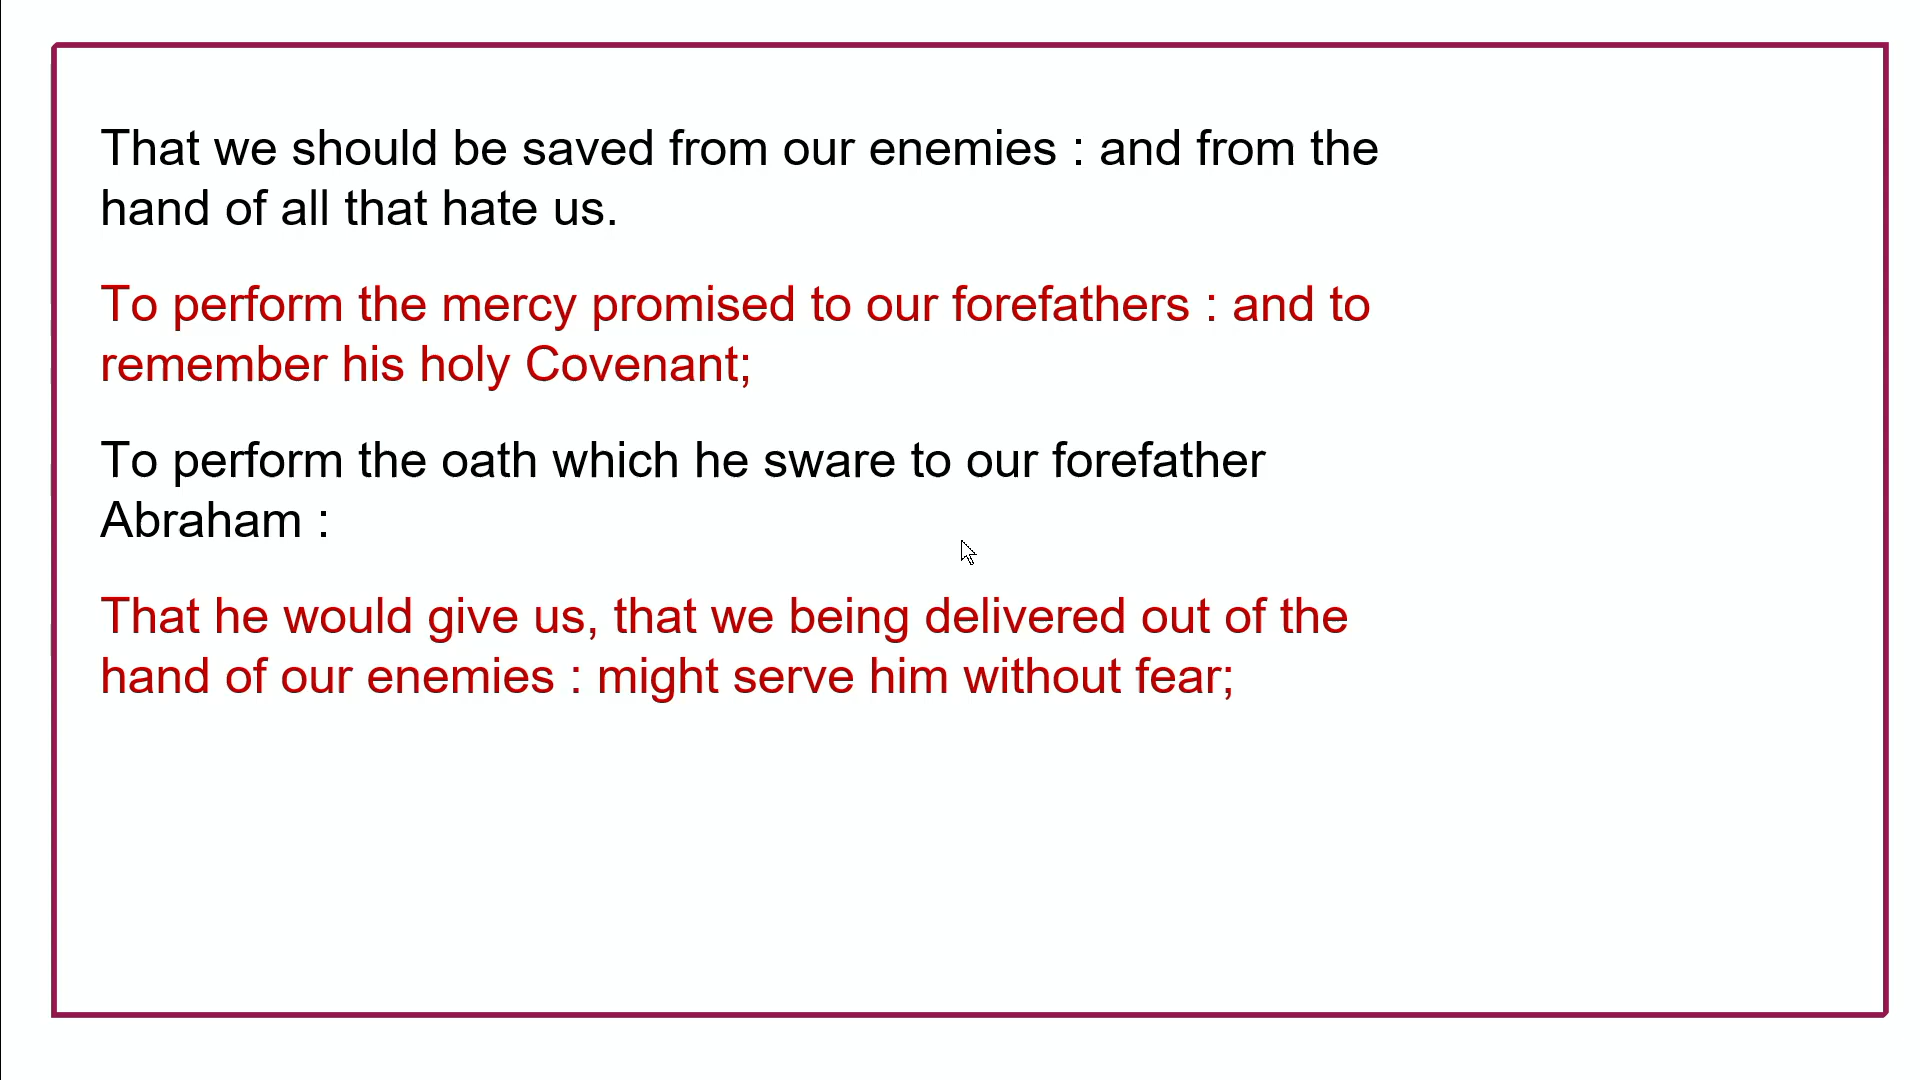 That we should be saved from our enemies : and from the
hand of all that hate us.
To perform the mercy promised to our forefathers : and to
remember his holy Covenant;
To perform the oath which he sware to our forefather
Abraham :
That he would give us, that we being delivered out of the
hand of our enemies : might serve him without fear;